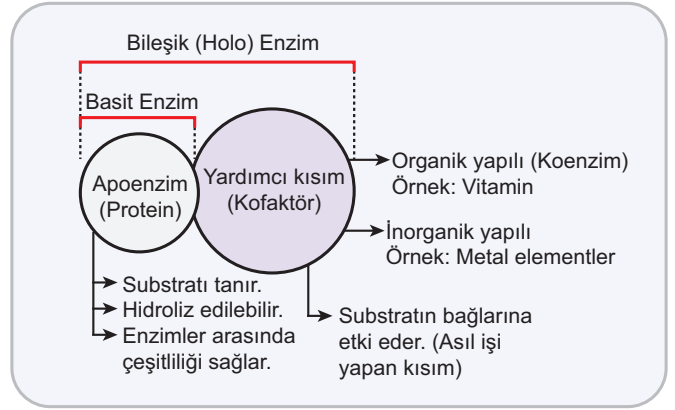 Bileşik (Holo) Enzim
Basit Enzim
Apoenzim
(Protein)
Yardımcı kısım
(Kofaktör)
Organik yapılı (Koenzim)
Örnek: Vitamin
İnorganik yapılı
Örnek: Metal elementler
Substratı tanır.
Hidroliz edilebilir.
Enzimler arasında
çeşitliliği sağlar.
Substratın bağlarına
etki eder. (Asıl işi
yapan kısım)